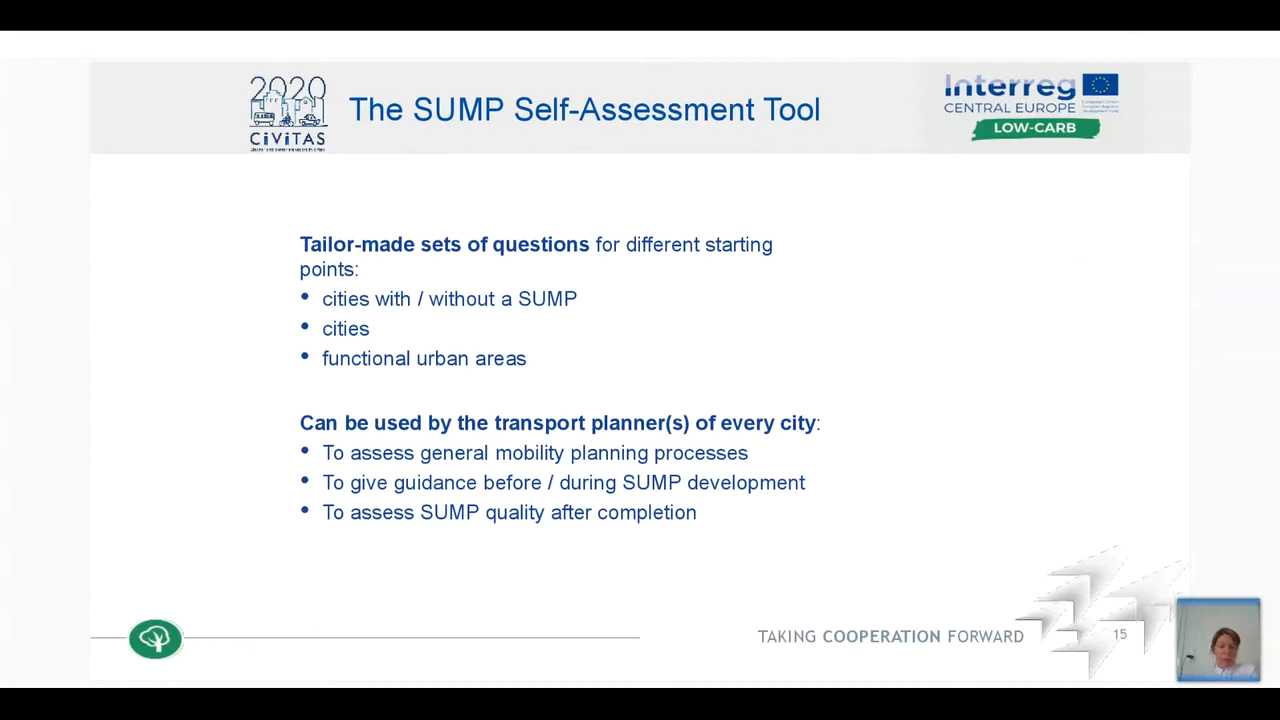 2020
CiViTAS
The SUMP Self-Assessment Tool
Interreg
CENTRAL EUROPE
LOW-CARB
Tailor-made sets of questions for different starting
points:
• cities with / without a SUMP
• cities
• functional urban areas
Can be used by the transport planner(s) of every city:
• To assess general mobility planning processes
• To give guidance before / during SUMP development
• To assess SUMP quality after completion
TAKING COOPERATION FORWARD
15